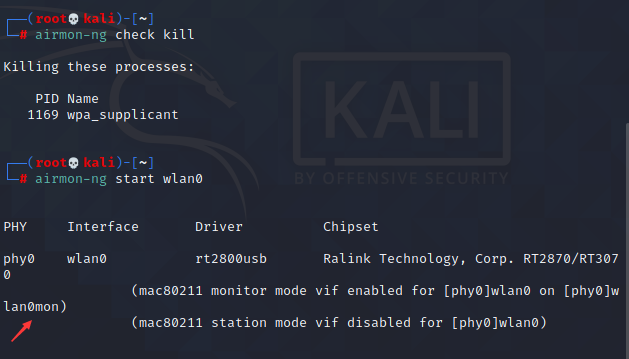 (root💀kali)-[~]
# airmon-ng check kill
Killing these processes:
PID Name
1169 wpa_supplicant
KALI
BY OFFENSIVE SECURITY
(root💀kali)-[~]
# airmon-ng start wlan0
PHY Interface Driver Chipset
phy0 wlan0 rt2800usb Ralink Technology, Corp. RT2870/RT307
0
(mac80211 monitor mode vif enabled for [phy0]wlan0 on [phy0]w
lan0mon)
(mac80211 station mode vif disabled for [phy0]wlan0)